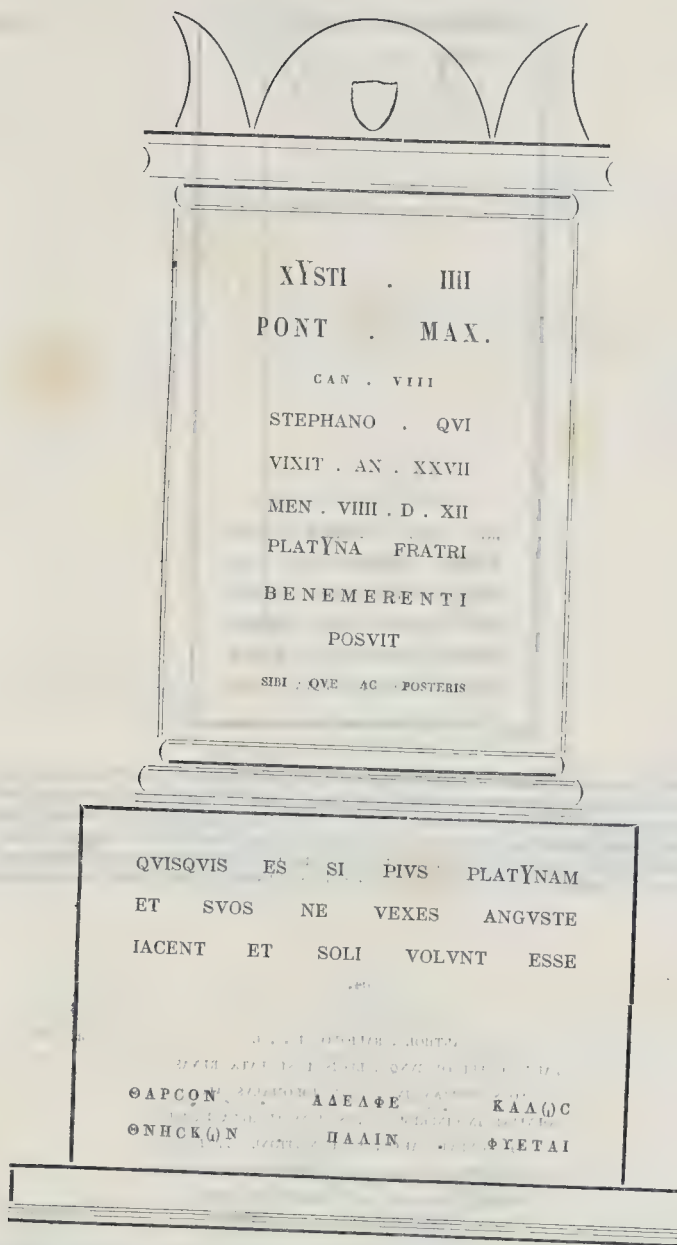 XYSTI . IIII
PONT . MAX.
CAN . VIII
STEPHANO . QVI
VIXIT . AN . XXVII
MEN . VIIII . D . XII
PLATYNA FRATRI
BENEMERENTI
POSVIT
SIBI . QVE AC POSTERIS
QVISQVIS ES SI PIVS PLATYNAM
ET SVOS NE VEXES ANGVSTE
IACENT ET SOLI VOLVNT ESSE
ΘΑΡCΟΝ . ΑΔΕΛΦΕ . ΚΑΛωC
ΘΝΗCΚωΝ . ΠΑΛΙΝ . ΦΥΕΤΑΙ